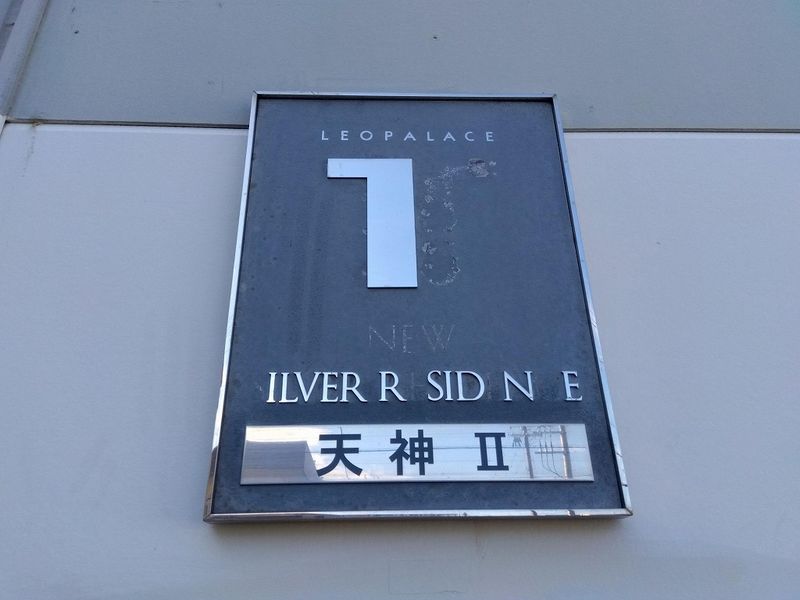 LEOPALACE
1
NEW
ILVER R SID N E
天神 Ⅱ